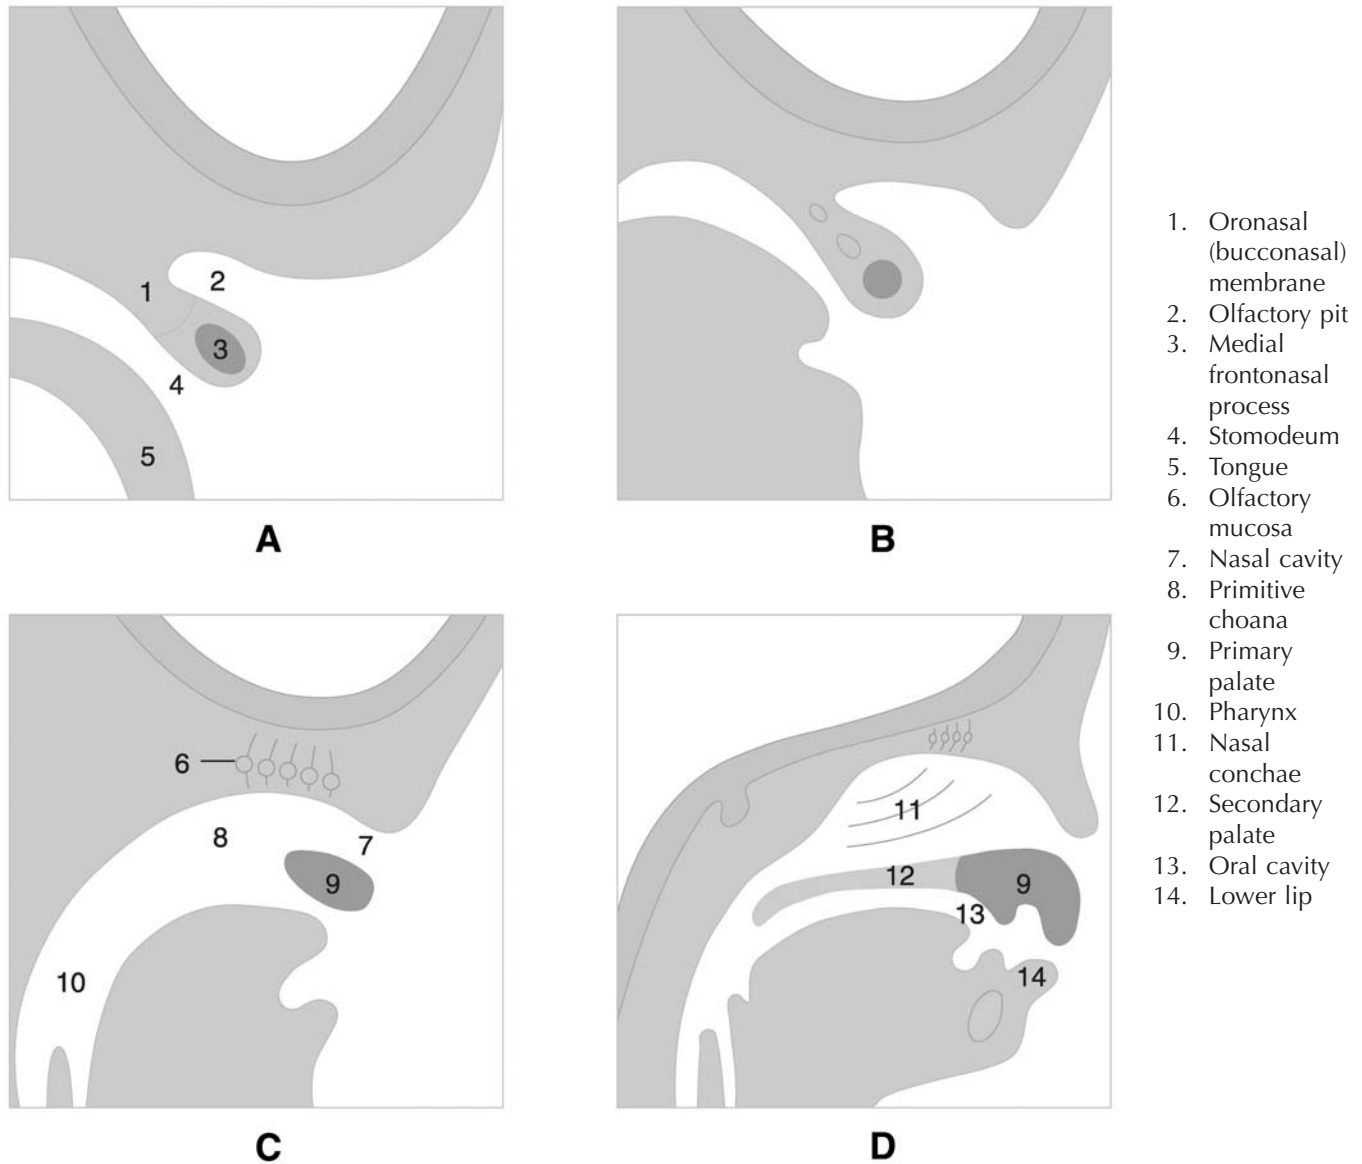 1
2
3
4
5
A
B
6
7
8
9
10
C
11
12
9
13
14
D
1. Oronasal
(bucconasal)
membrane
2. Olfactory pit
3. Medial
frontonasal
process
4. Stomodeum
5. Tongue
6. Olfactory
mucosa
7. Nasal cavity
8. Primitive
choana
9. Primary
palate
10. Pharynx
11. Nasal
conchae
12. Secondary
palate
13. Oral cavity
14. Lower lip